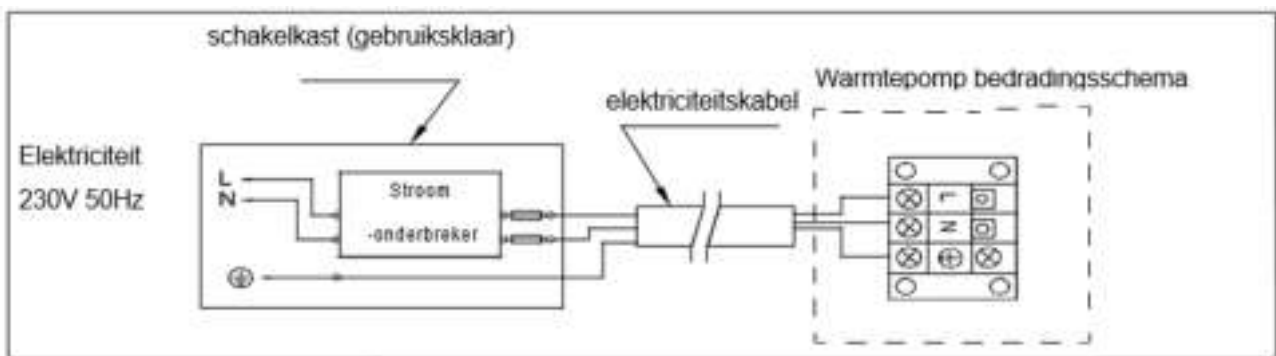 schakelkast (gebruiksklaar)
Warmtepomp bedradingsschema
elektriciteitskabel
Elektriciteit
230V 50Hz
L
N
Stroom
-onderbreker
L
N